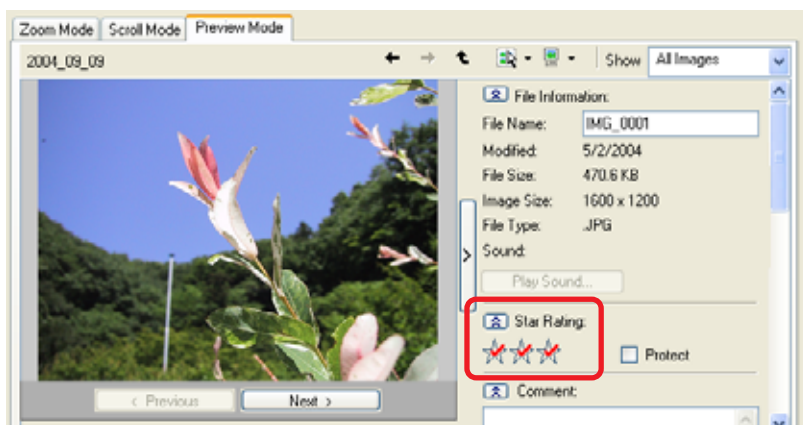 Zoom Mode Scroll Mode Preview Mode
2004_09_09 Show All Images
File Information:
File Name: IMG_0001
Modified: 5/2/2004
File Size: 470.6 KB
Image Size: 1600 x 1200
File Type: .JPG
Sound:
Play Sound...
Star Rating:
Protect
Comment:
< Previous Next >